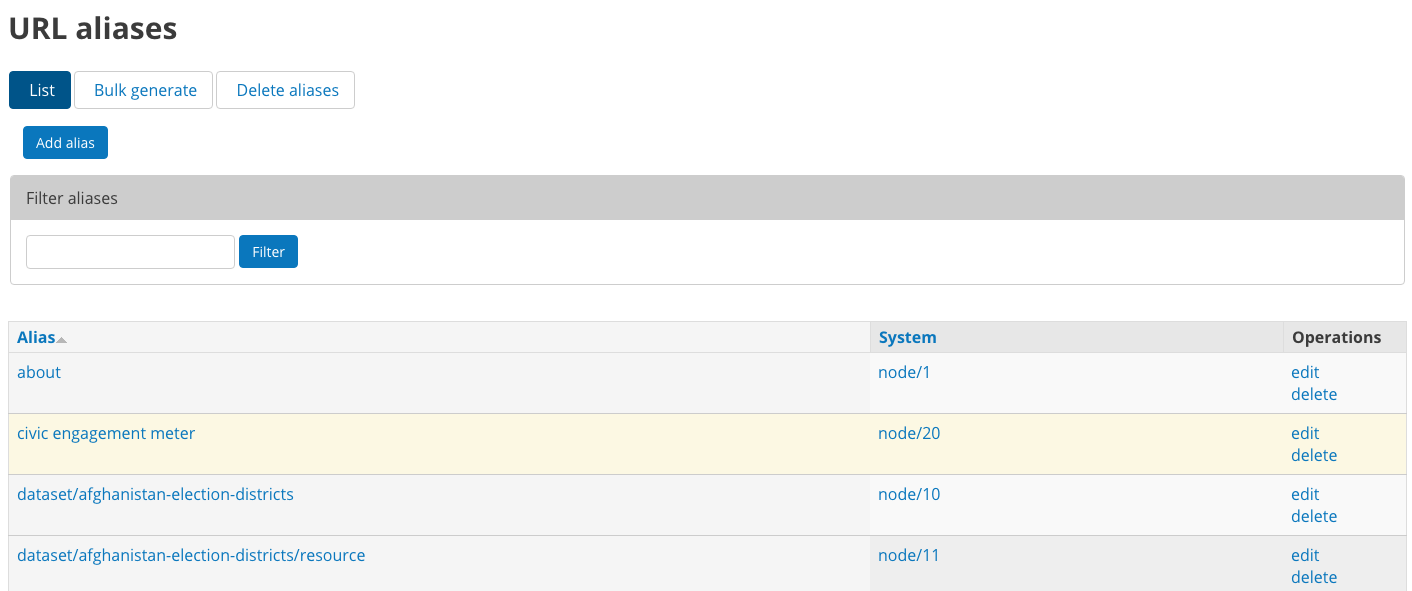 URL aliases
List Bulk generate Delete aliases
Add alias
Filter aliases
Filter
Alias System Operations
about node/1 edit
delete
civic engagement meter node/20 edit
delete
dataset/afghanistan-election-districts node/10 edit
delete
dataset/afghanistan-election-districts/resource node/11 edit
delete